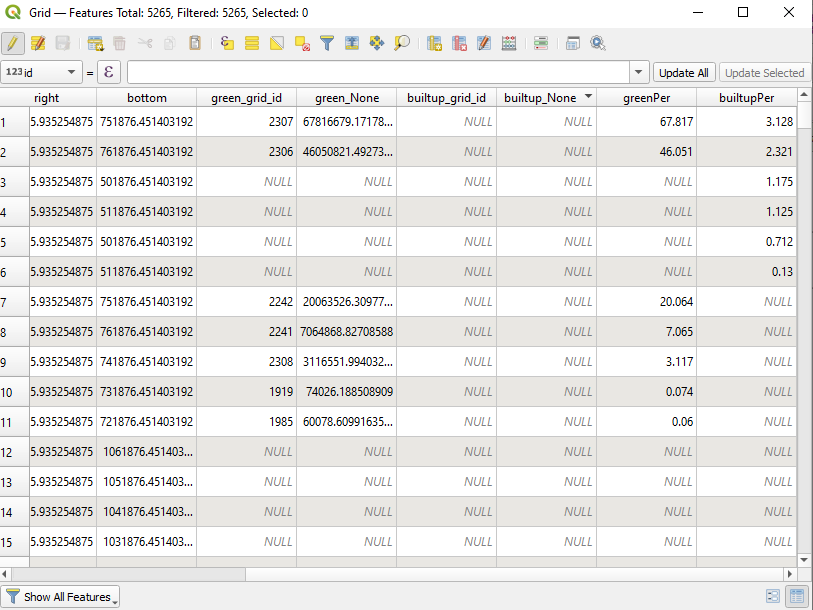 Grid — Features Total: 5265, Filtered: 5265, Selected: 0
123 id = ε Update All Update Selected
right bottom green_grid_id green_None builtup_grid_id builtup_None greenPer builtupPer
1 5.935254875 751876.451403192 2307 67816679.17178... NULL NULL 67.817 3.128
2 5.935254875 761876.451403192 2306 46050821.49273... NULL NULL 46.051 2.321
3 5.935254875 501876.451403192 NULL NULL NULL NULL NULL 1.175
4 5.935254875 511876.451403192 NULL NULL NULL NULL NULL 1.125
5 5.935254875 501876.451403192 NULL NULL NULL NULL NULL 0.712
6 5.935254875 511876.451403192 NULL NULL NULL NULL NULL 0.13
7 5.935254875 751876.451403192 2242 20063526.30977... NULL NULL 20.064 NULL
8 5.935254875 761876.451403192 2241 7064868.82708588 NULL NULL 7.065 NULL
9 5.935254875 741876.451403192 2308 3116551.994032... NULL NULL 3.117 NULL
10 5.935254875 731876.451403192 1919 74026.188508909 NULL NULL 0.074 NULL
11 5.935254875 721876.451403192 1985 60078.60991635... NULL NULL 0.06 NULL
12 5.935254875 1061876.451403... NULL NULL NULL NULL NULL NULL
13 5.935254875 1051876.451403... NULL NULL NULL NULL NULL NULL
14 5.935254875 1041876.451403... NULL NULL NULL NULL NULL NULL
15 5.935254875 1031876.451403... NULL NULL NULL NULL NULL NULL
Show All Features